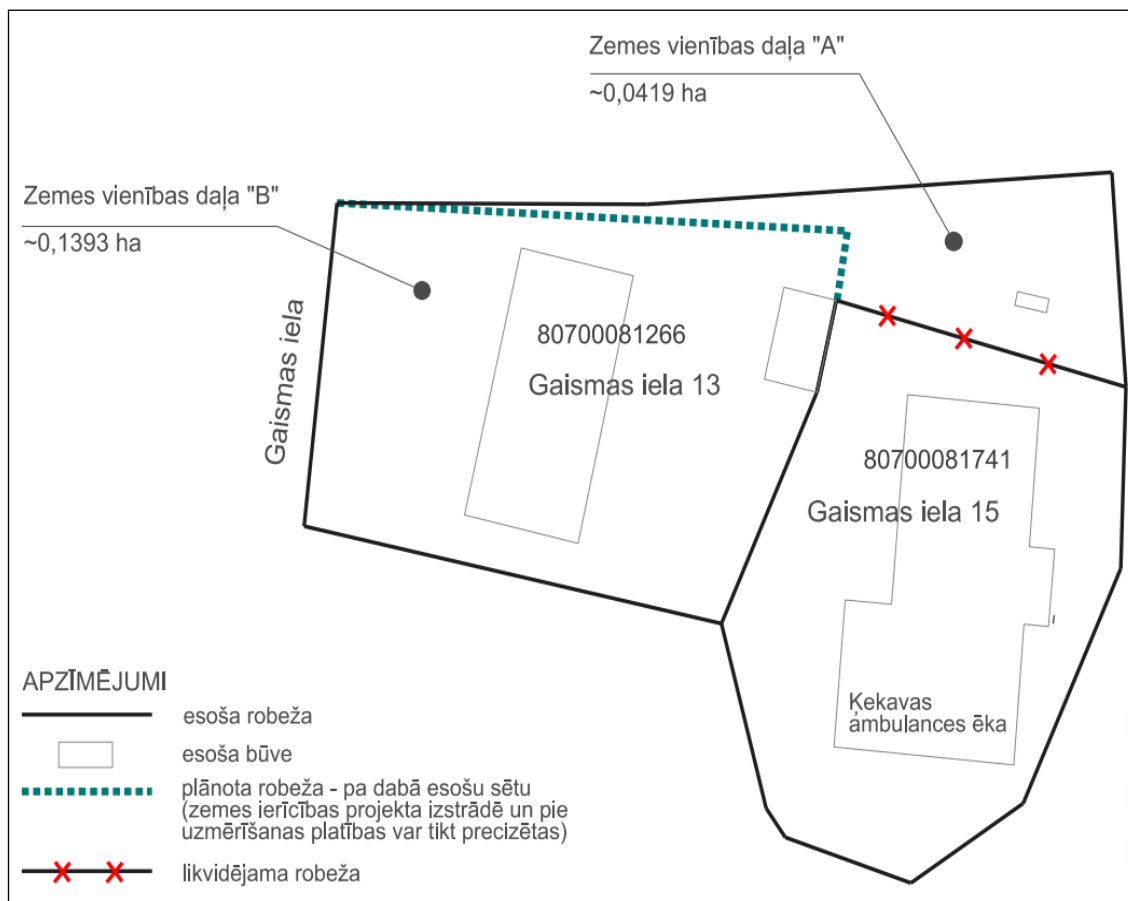 Zemes vienības daļa "A"
~0,0419 ha
Zemes vienības daļa "B"
~0,1393 ha
Gaismas iela
80700081266
Gaismas iela 13
80700081741
Gaismas iela 15
Ķekavas
ambulances ēka
APZĪMĒJUMI
esoša robeža
esoša būve
plānota robeža - pa dabā esošu sētu
(zemes ierīcības projekta izstrādē un pie
uzmērīšanas platības var tikt precizētas)
likvidējama robeža